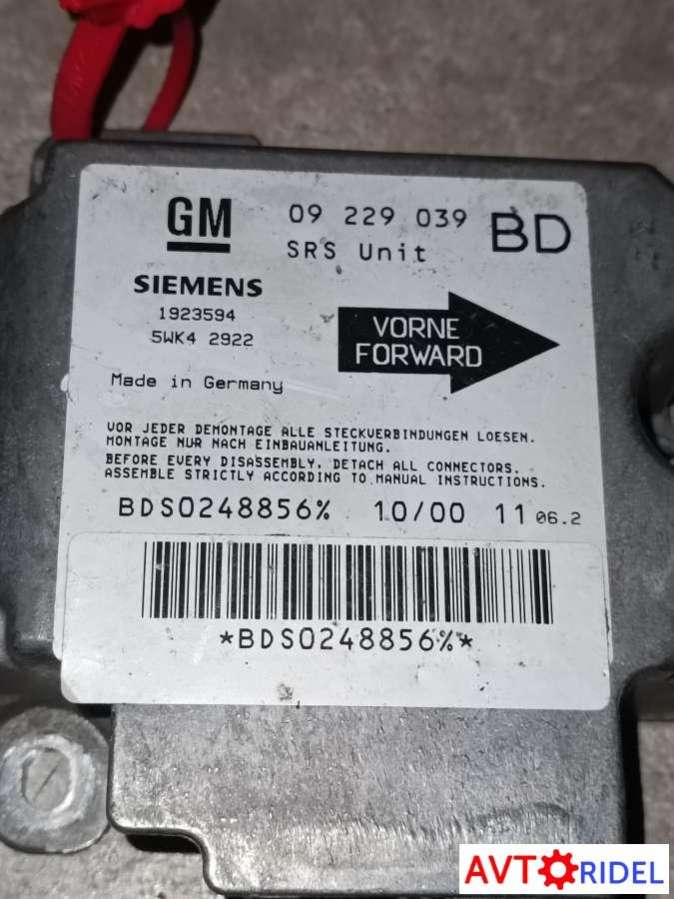 GM 09 229 039 BD
SRS Unit
SIEMENS
1923594
5WK4 2922
VORNE
FORWARD
Made in Germany
VOR JEDER DEMONTAGE ALLE STECKVERBINDUNGEN LOESEN.
MONTAGE NUR NACH EINBAUANLEITUNG.
BEFORE EVERY DISASSEMBLY, DETACH ALL CONNECTORS.
ASSEMBLE STRICTLY ACCORDING TO MANUAL INSTRUCTIONS.
BDS0248856% 10/00 11 06.2
*BDS0248856%*
AVTORIDEL